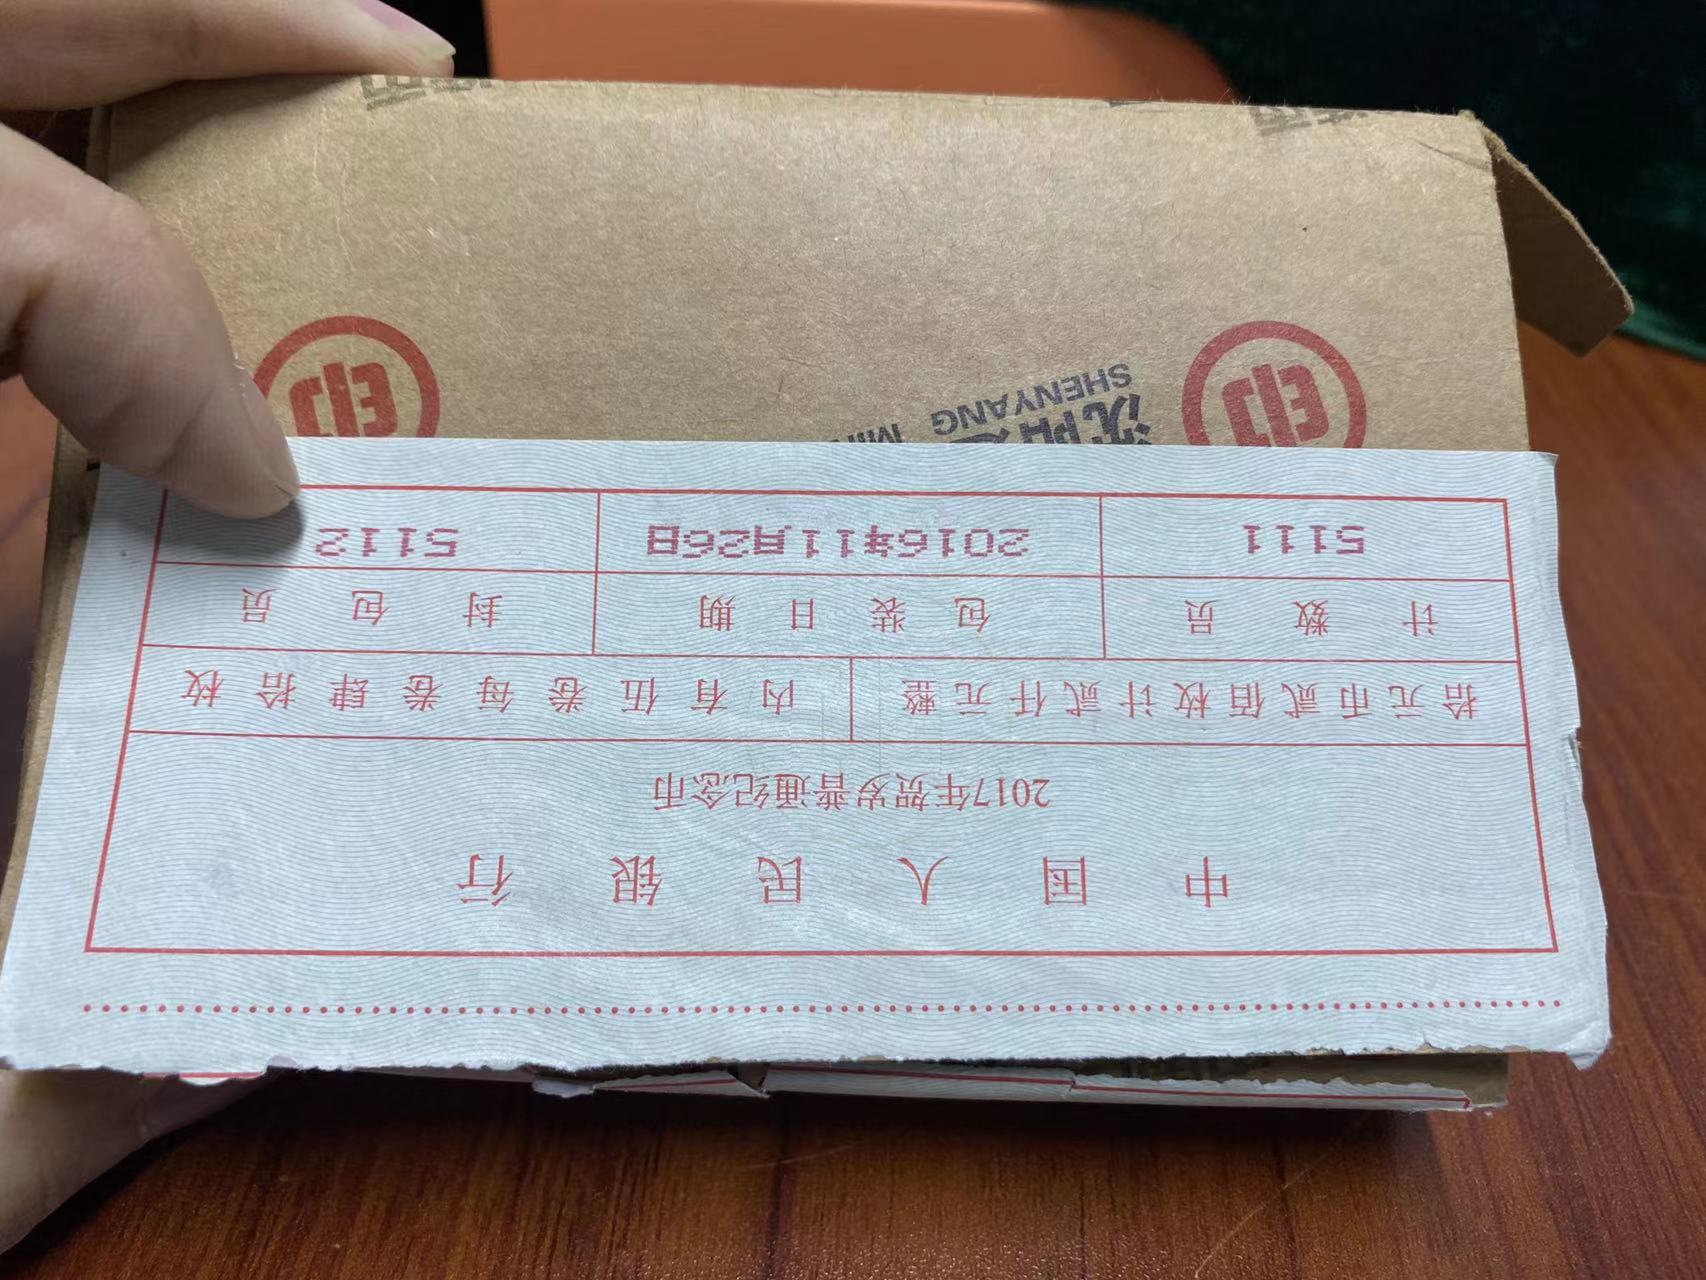 中国人民银行
2017年贺岁普通纪念币
拾元币贰佰枚计贰仟元整 内有伍卷每卷肆拾枚
计数员 包装日期 封包员
5111 2016年11月26日 5112
沈阳
SHENYANG